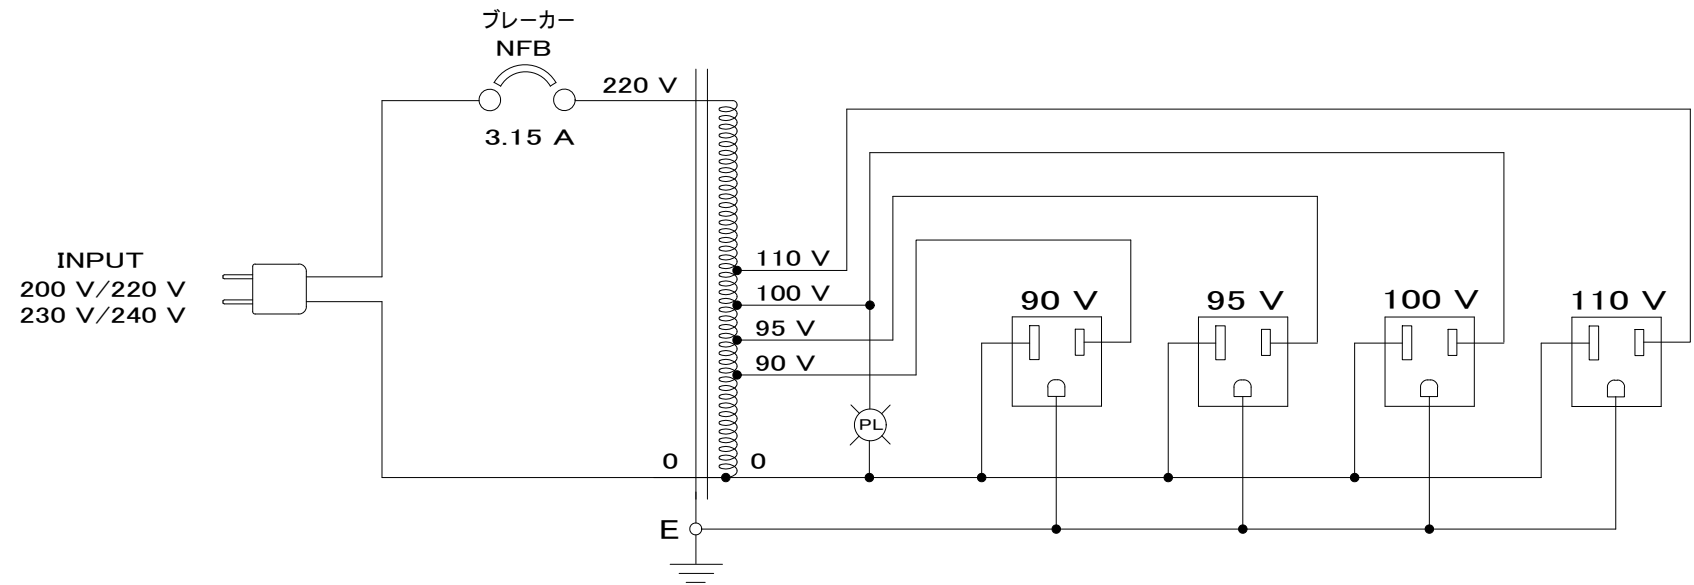 ブレーカー
NFB
220 V
3.15 A
INPUT
200 V/220 V
230 V/240 V
110 V
100 V
95 V
90 V
90 V
95 V
100 V
110 V
PL
0
0
E